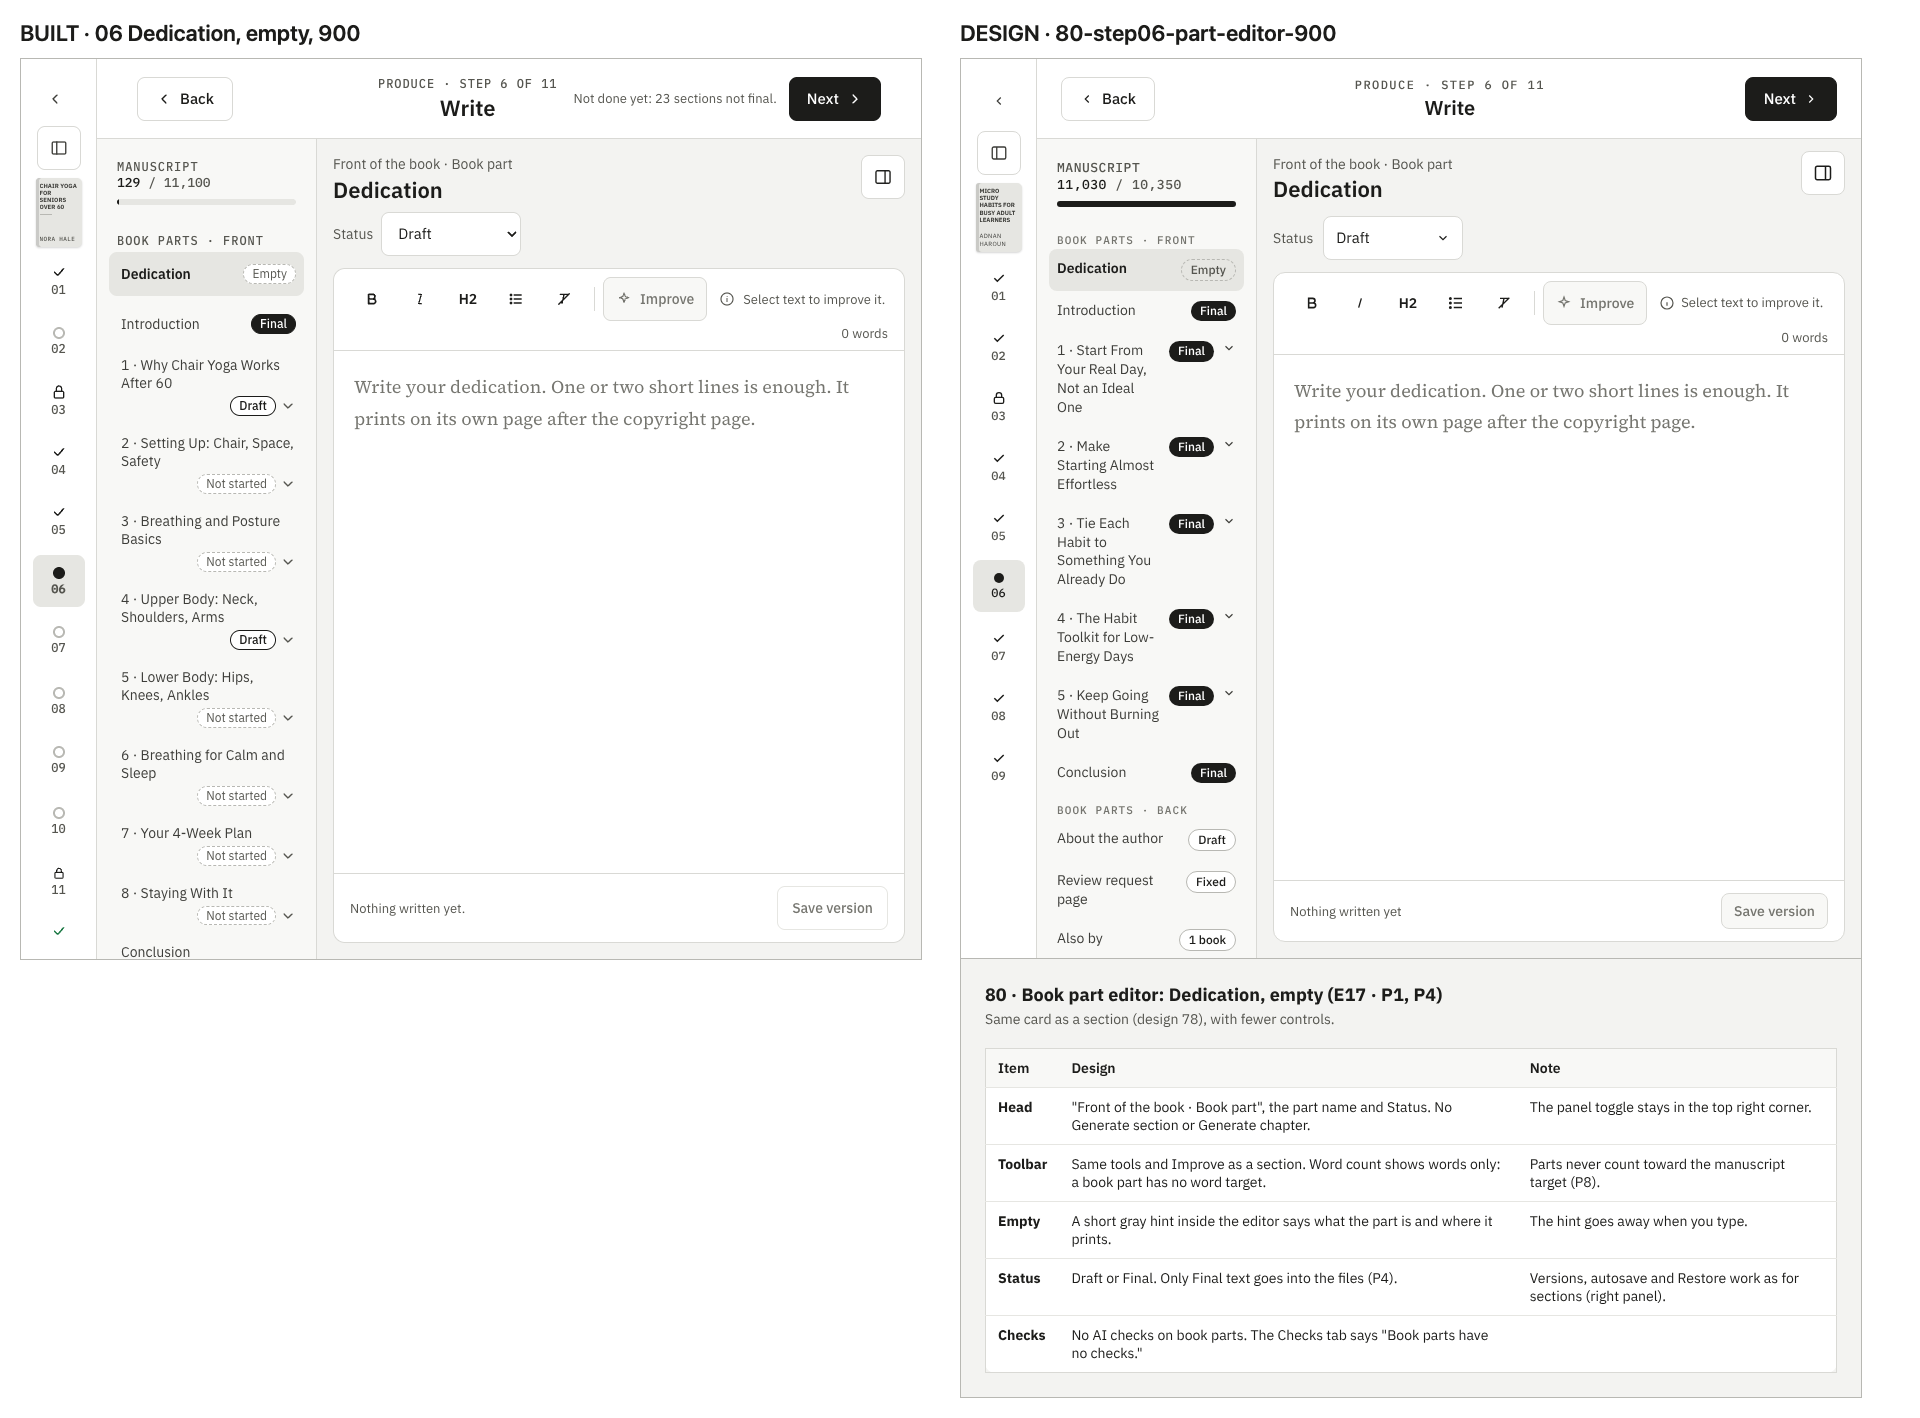 BUILT · 06 Dedication, empty, 900
Back
PRODUCE · STEP 6 OF 11
Write
Not done yet: 23 sections not final.
Next
CHAIR YOGA
FOR
SENIORS
OVER 60
NORA HALE
01
02
03
04
05
06
07
08
09
10
11
MANUSCRIPT
129 / 11,100
BOOK PARTS · FRONT
Dedication Empty
Introduction Final
1 · Why Chair Yoga Works
After 60
Draft
2 · Setting Up: Chair, Space,
Safety
Not started
3 · Breathing and Posture
Basics
Not started
4 · Upper Body: Neck,
Shoulders, Arms
Draft
5 · Lower Body: Hips,
Knees, Ankles
Not started
6 · Breathing for Calm and
Sleep
Not started
7 · Your 4-Week Plan
Not started
8 · Staying With It
Not started
Conclusion
Front of the book · Book part
Dedication
Status Draft
B I H2 T Improve Select text to improve it.
0 words
Write your dedication. One or two short lines is enough. It
prints on its own page after the copyright page.
Nothing written yet.
Save version
DESIGN · 80-step06-part-editor-900
Back
PRODUCE · STEP 6 OF 11
Write
Next
MICRO
STUDY
HABITS FOR
BUSY ADULT
LEARNERS
ADNAN
HAROUN
01
02
03
04
05
06
07
08
09
MANUSCRIPT
11,030 / 10,350
BOOK PARTS · FRONT
Dedication Empty
Introduction Final
1 · Start From Final
Your Real Day,
Not an Ideal
One
2 · Make Final
Starting Almost
Effortless
3 · Tie Each Final
Habit to
Something You
Already Do
4 · The Habit Final
Toolkit for Low-
Energy Days
5 · Keep Going Final
Without Burning
Out
Conclusion Final
BOOK PARTS · BACK
About the author Draft
Review request Fixed
page
Also by 1 book
Front of the book · Book part
Dedication
Status Draft
B I H2 T Improve Select text to improve it.
0 words
Write your dedication. One or two short lines is enough. It
prints on its own page after the copyright page.
Nothing written yet
Save version
80 · Book part editor: Dedication, empty (E17 · P1, P4)
Same card as a section (design 78), with fewer controls.
Item Design Note
Head "Front of the book · Book part", the part name and Status. No The panel toggle stays in the top right corner.
Generate section or Generate chapter.
Toolbar Same tools and Improve as a section. Word count shows words only: Parts never count toward the manuscript
a book part has no word target. target (P8).
Empty A short gray hint inside the editor says what the part is and where it The hint goes away when you type.
prints.
Status Draft or Final. Only Final text goes into the files (P4). Versions, autosave and Restore work as for
sections (right panel).
Checks No AI checks on book parts. The Checks tab says "Book parts have
no checks."